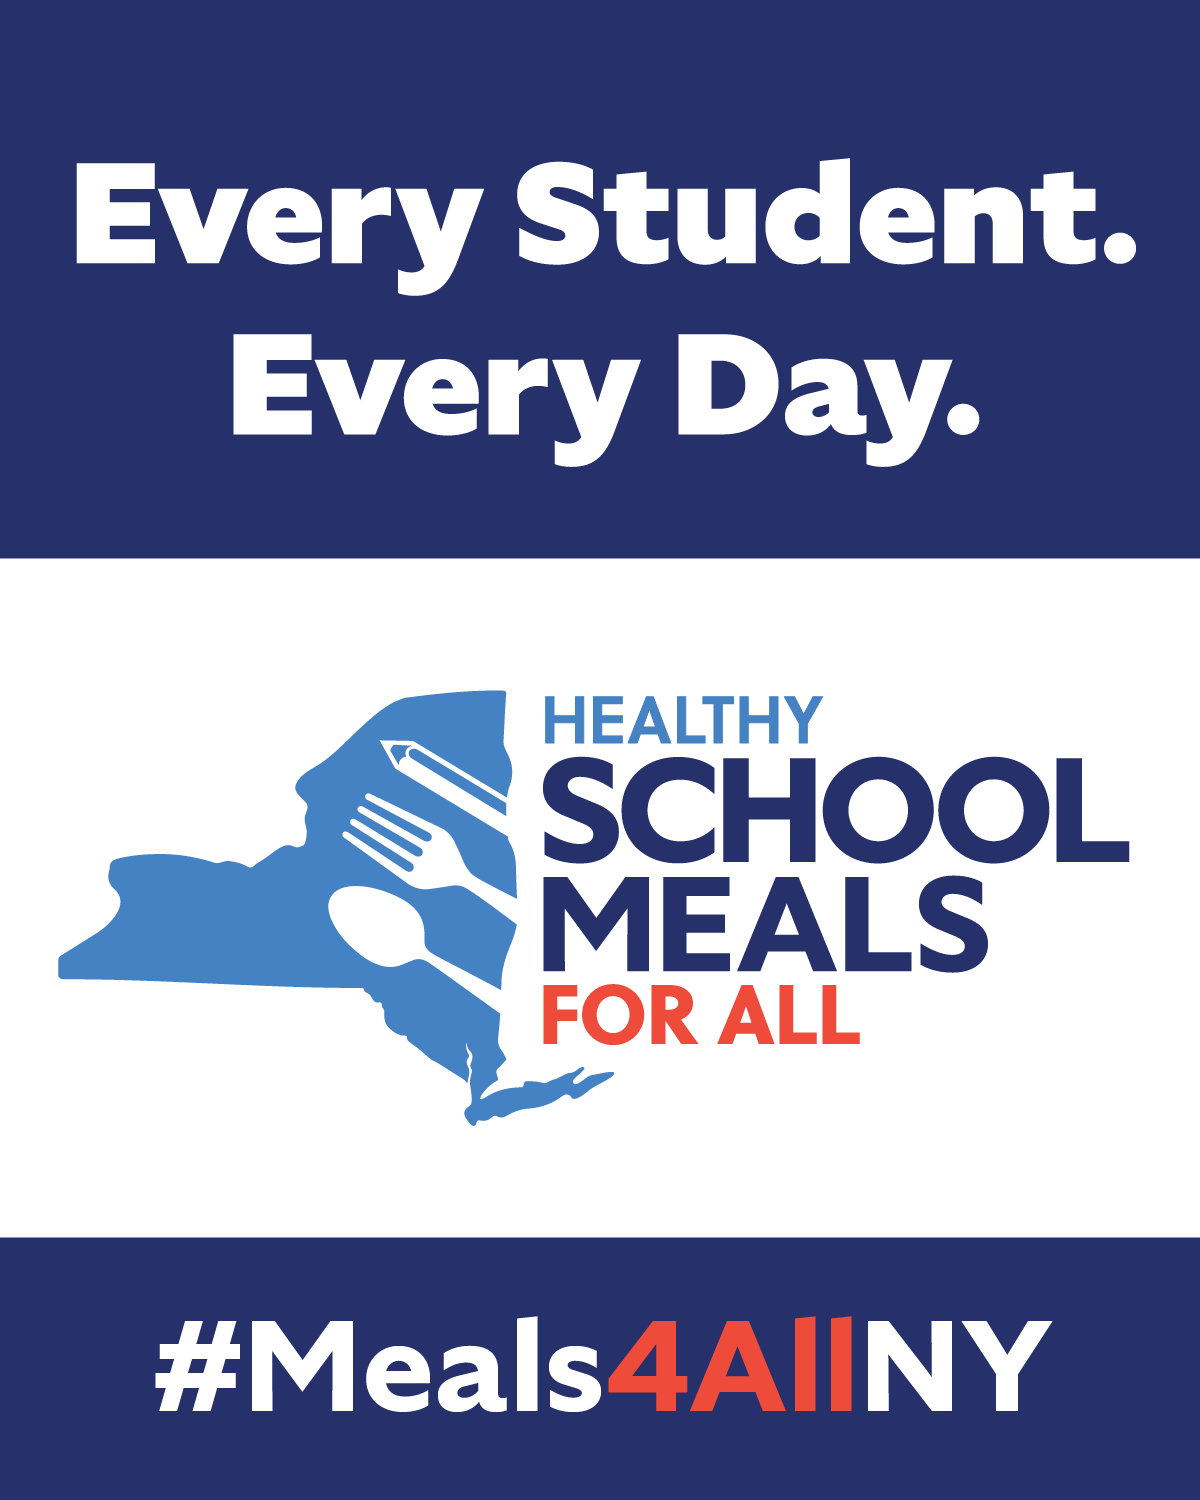 Every Student.
Every Day.
HEALTHY
SCHOOL
MEALS
FOR ALL
#Meals4AllNY